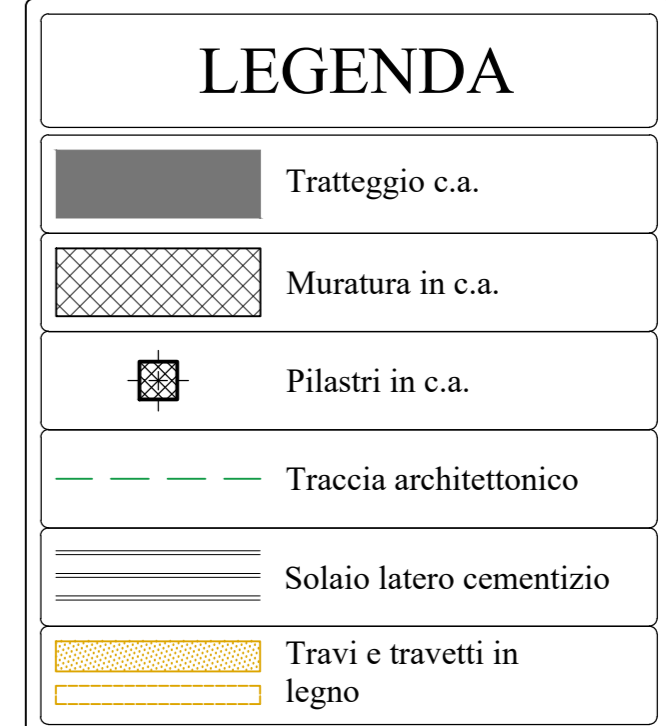 LEGENDA
Tratteggio c.a.
Muratura in c.a.
Pilastri in c.a.
Traccia architettonico
Solaio latero cementizio
Travi e travetti in
legno